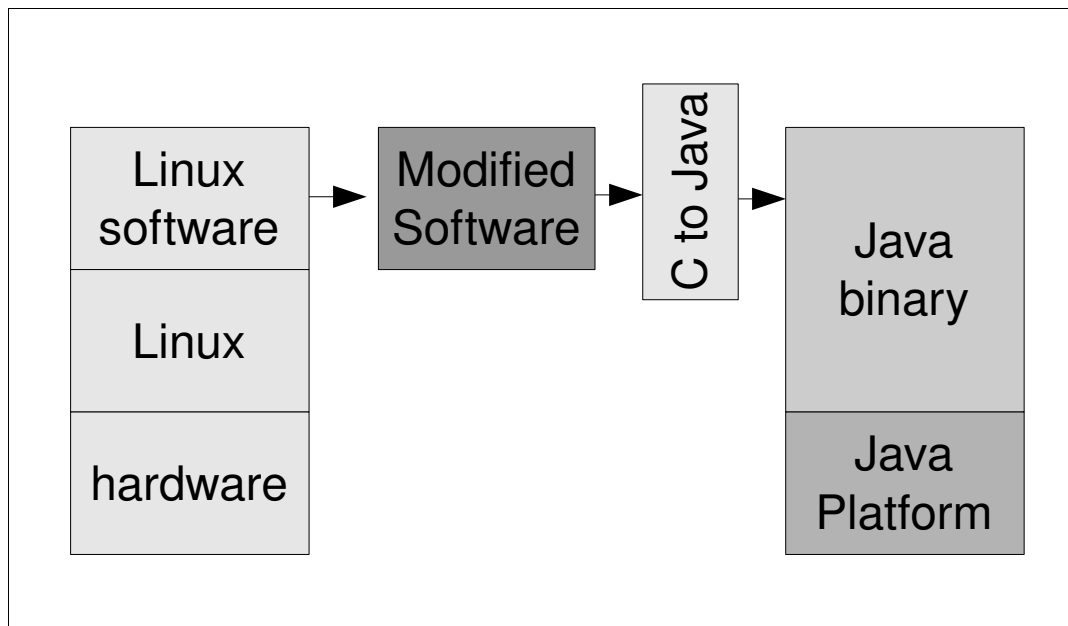 Linux
software
Linux
hardware
Modified
Software
C to Java
Java
binary
Java
Platform